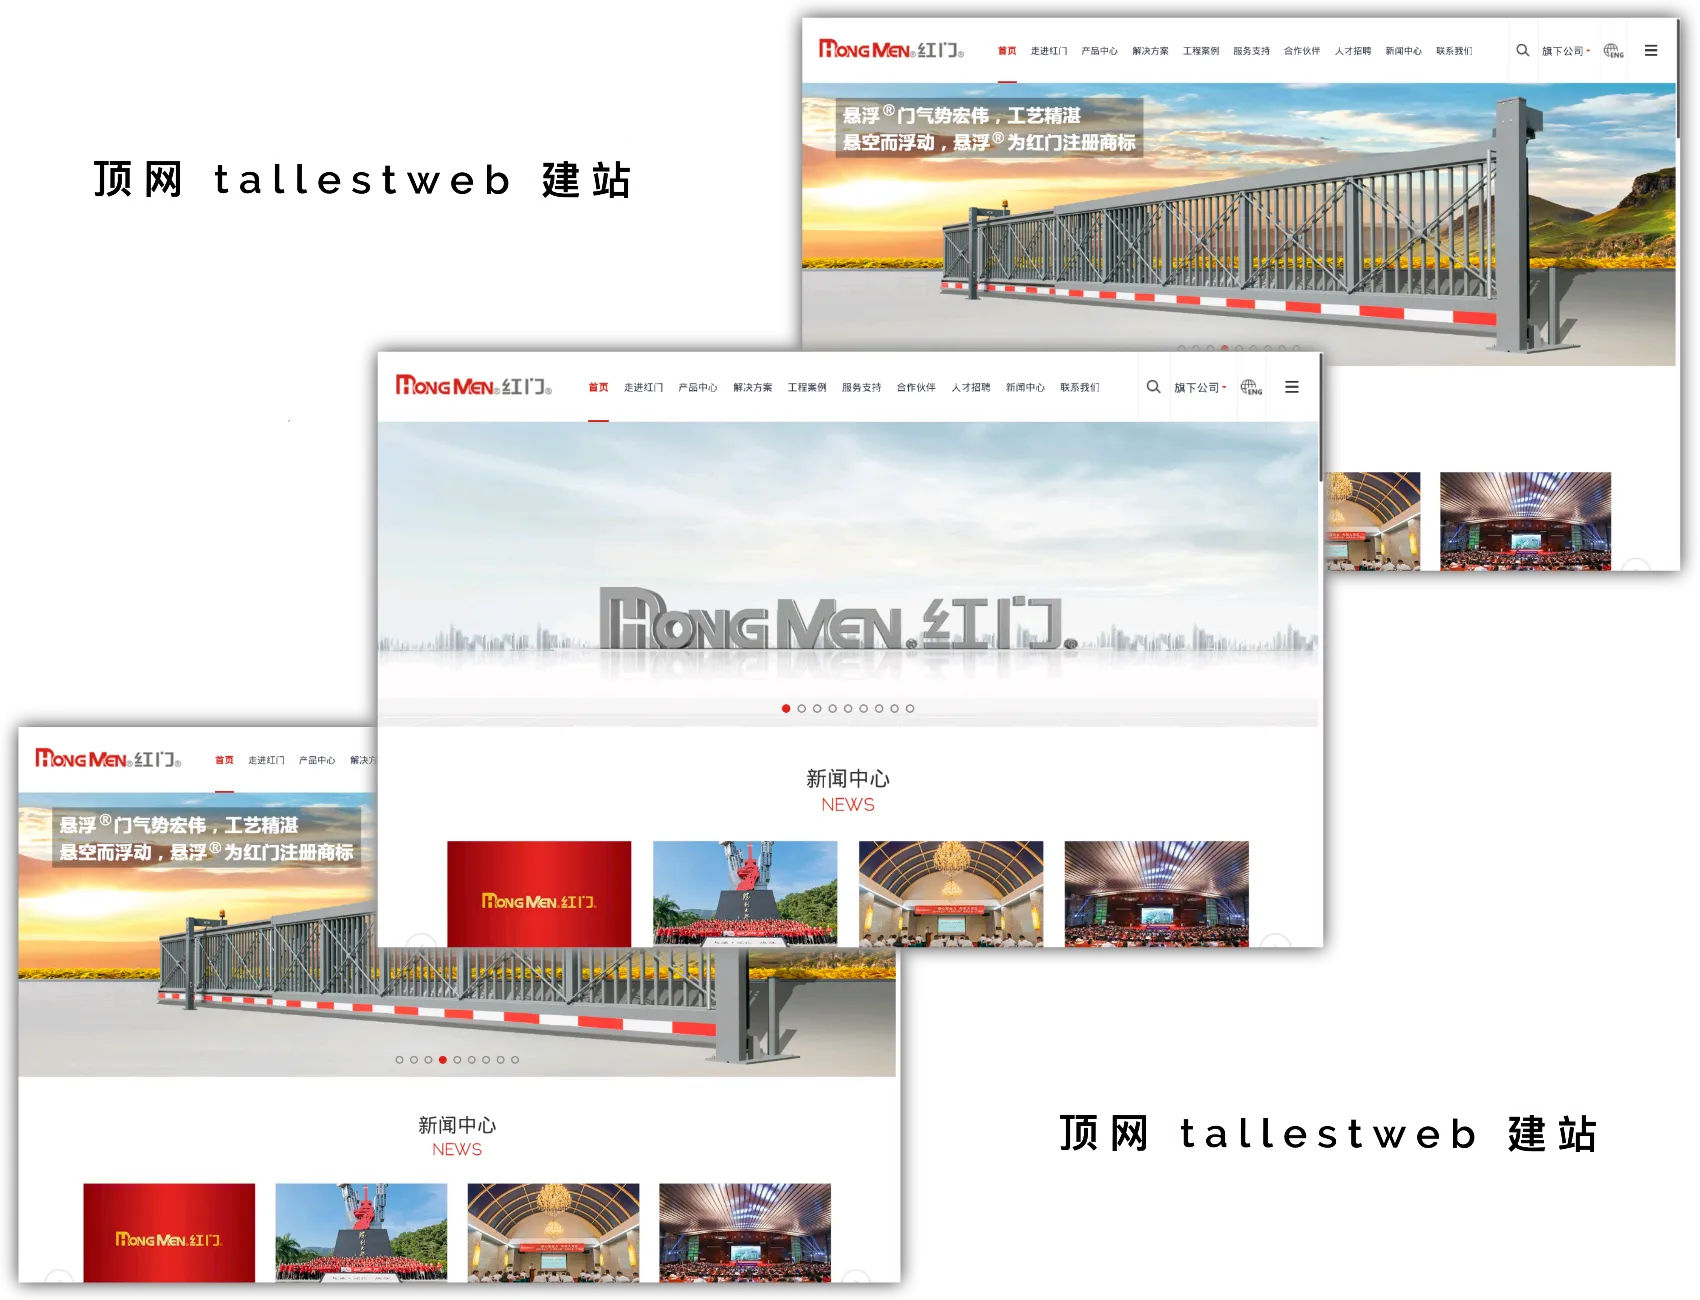 HONG MEN®红门®
首页 走进红门 产品中心 解决方案 工程案例 服务支持 合作伙伴 人才招聘 新闻中心 联系我们
旗下公司 ENG
悬浮®门气势宏伟，工艺精湛
悬空而浮动，悬浮®为红门注册商标
顶网 tallestweb 建站
HONG MEN®红门®
首页 走进红门 产品中心 解决方案 工程案例 服务支持 合作伙伴 人才招聘 新闻中心 联系我们
旗下公司 ENG
HONG MEN®红门®
新闻中心
NEWS
HONG MEN®红门®
HONG MEN®红门®
首页 走进红门 产品中心 解决方
悬浮®门气势宏伟，工艺精湛
悬空而浮动，悬浮®为红门注册商标
新闻中心
NEWS
HONG MEN®红门®
顶网 tallestweb 建站